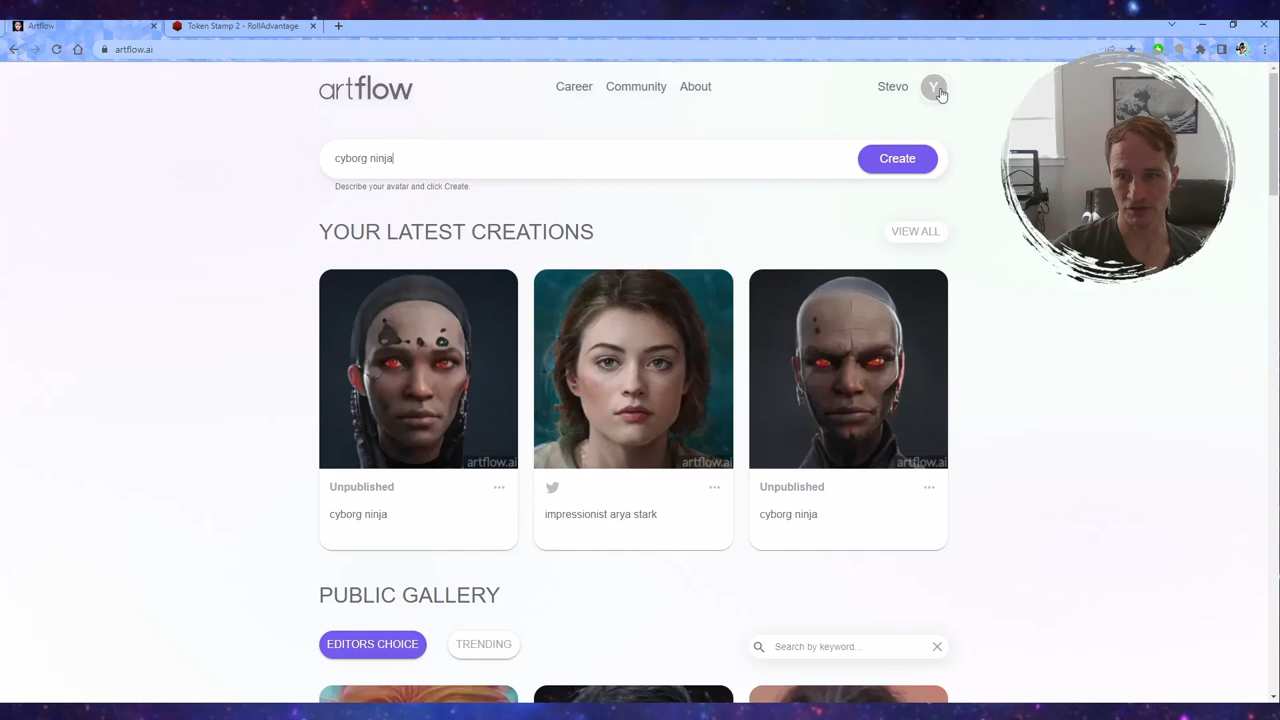 Artflow
Token Stamp 2 - RollAdvantage
artflow.ai
artflow
Career Community About
Stevo Y
cyborg ninja
Create
Describe your avatar and click Create.
YOUR LATEST CREATIONS
VIEW ALL
artflow.ai artflow.ai artflow.ai
Unpublished ... ... Unpublished ...
cyborg ninja impressionist arya stark cyborg ninja
PUBLIC GALLERY
EDITORS CHOICE TRENDING
Search by keyword...